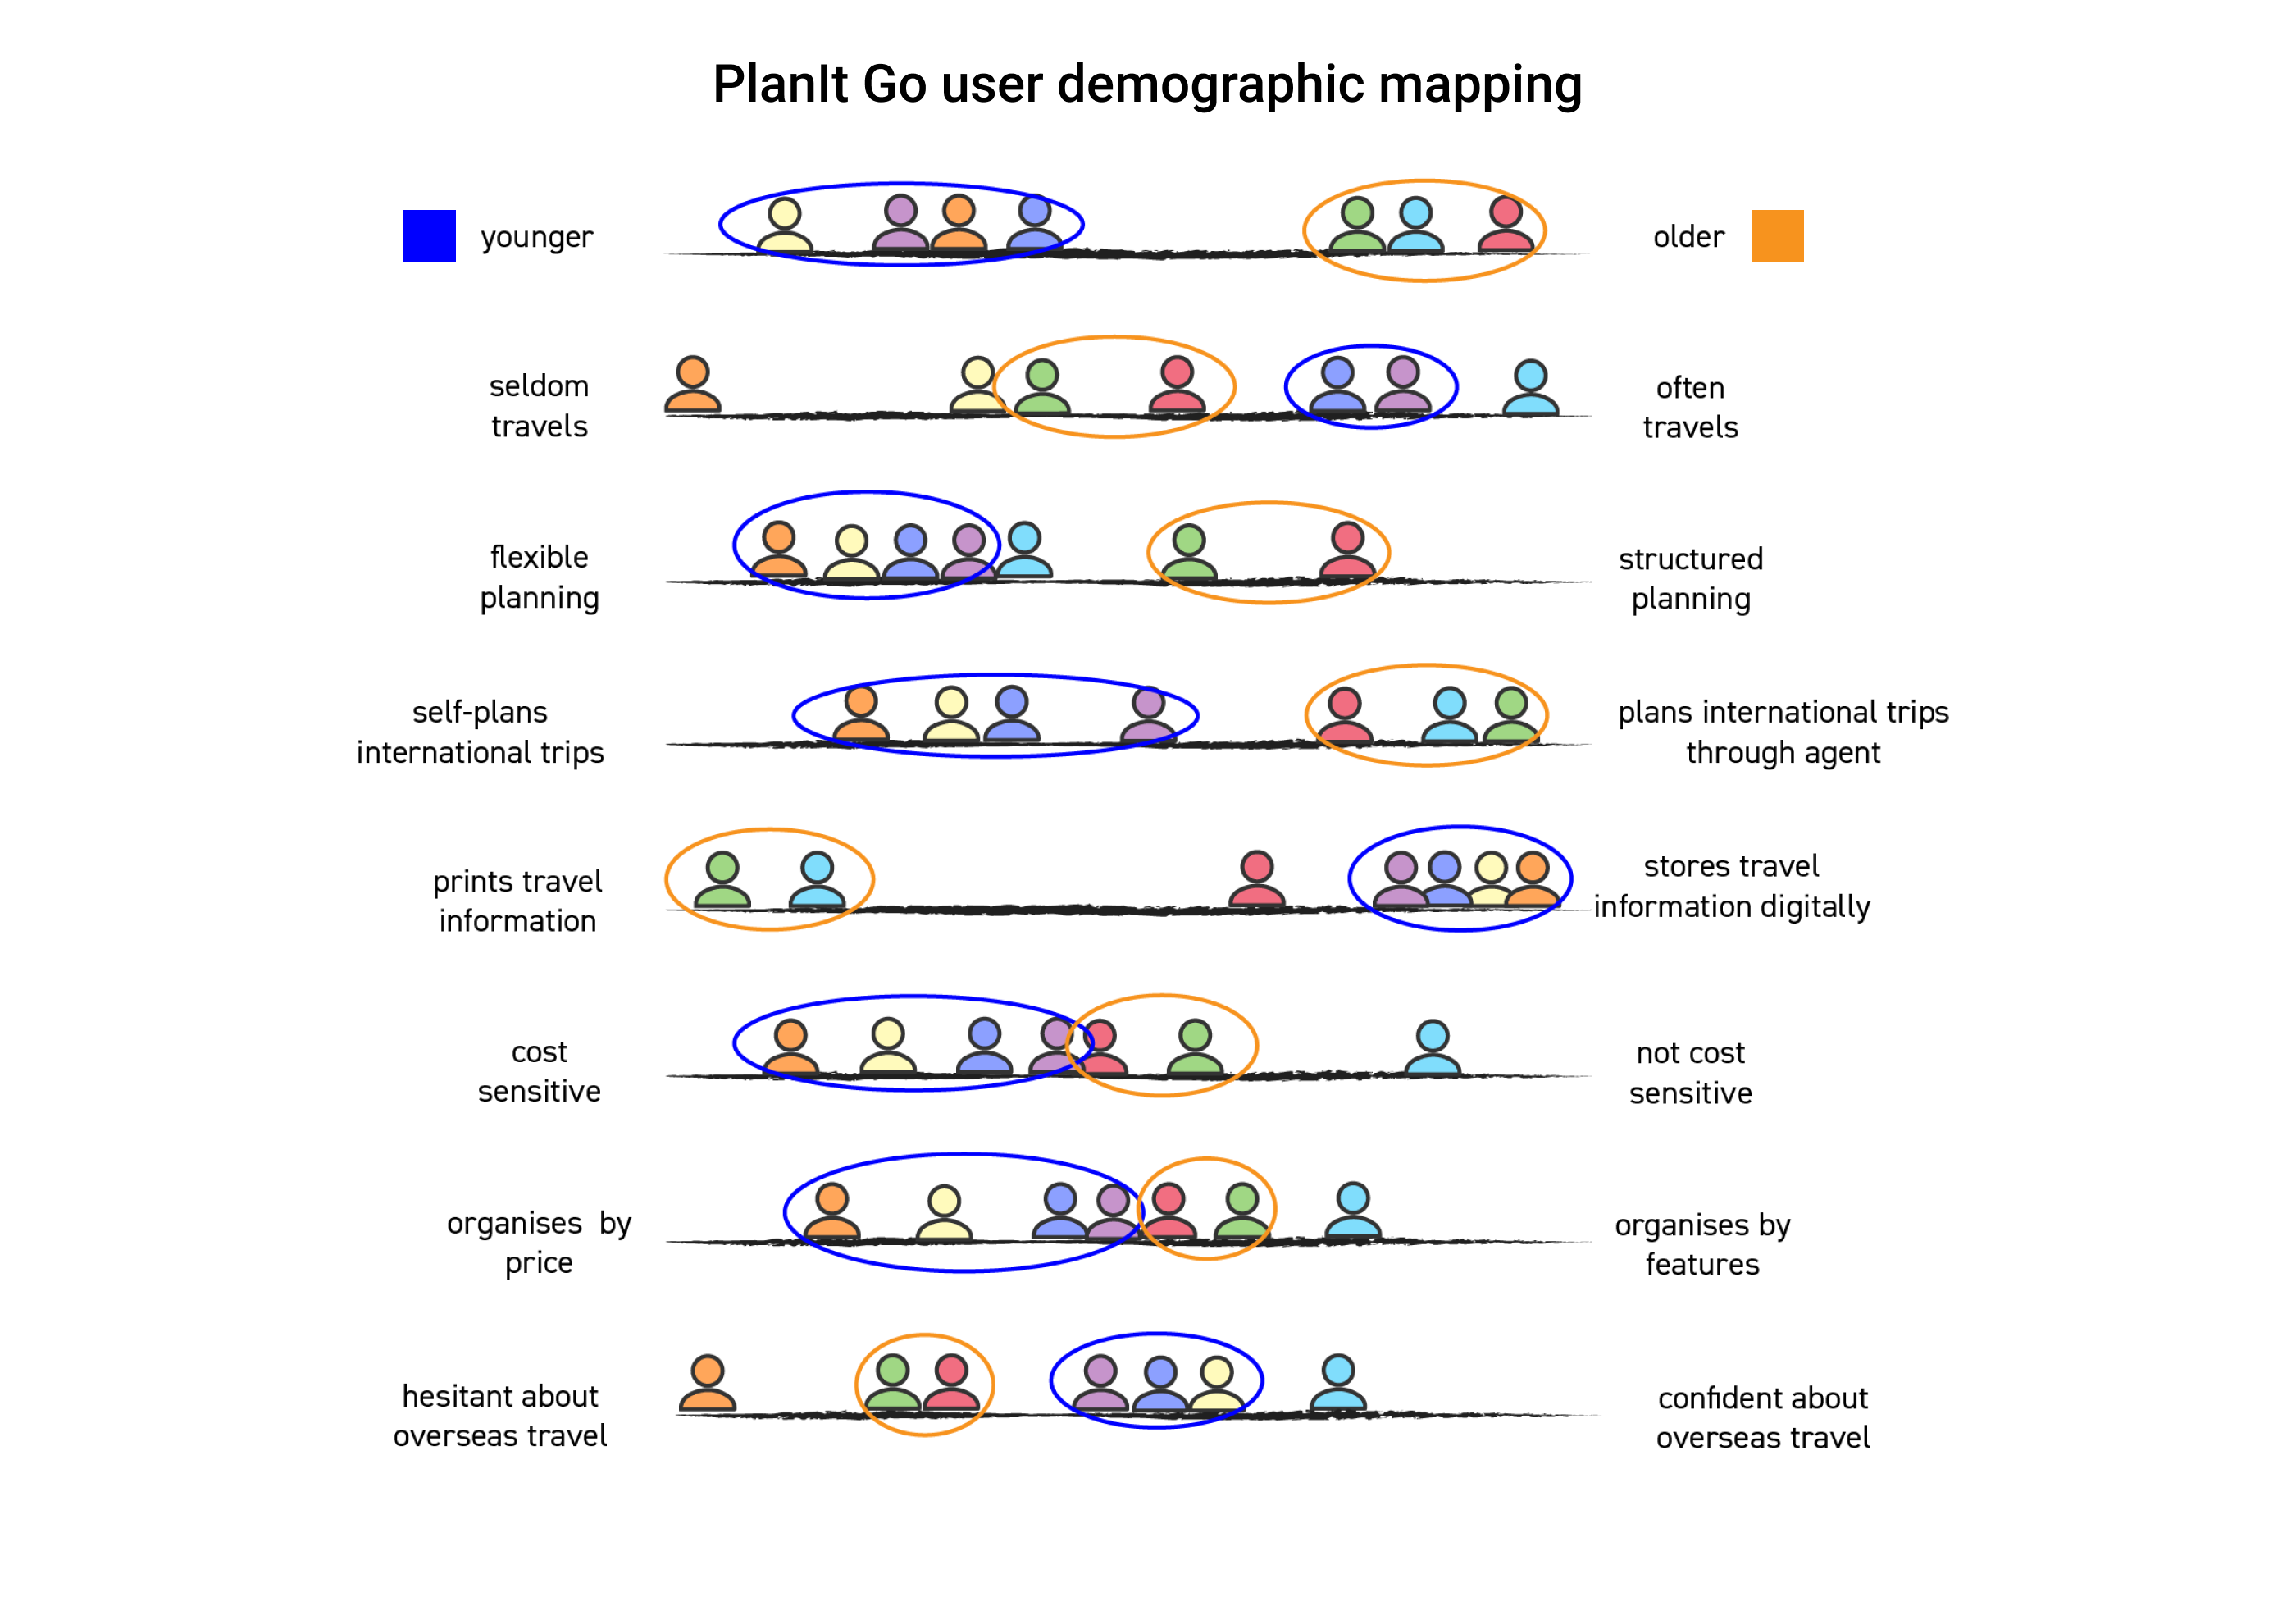 PlanIt Go user demographic mapping
younger
older
seldom
travels
often
travels
flexible
planning
structured
planning
self-plans
international trips
plans international trips
through agent
prints travel
information
stores travel
information digitally
cost
sensitive
not cost
sensitive
organises by
price
organises by
features
hesitant about
overseas travel
confident about
overseas travel